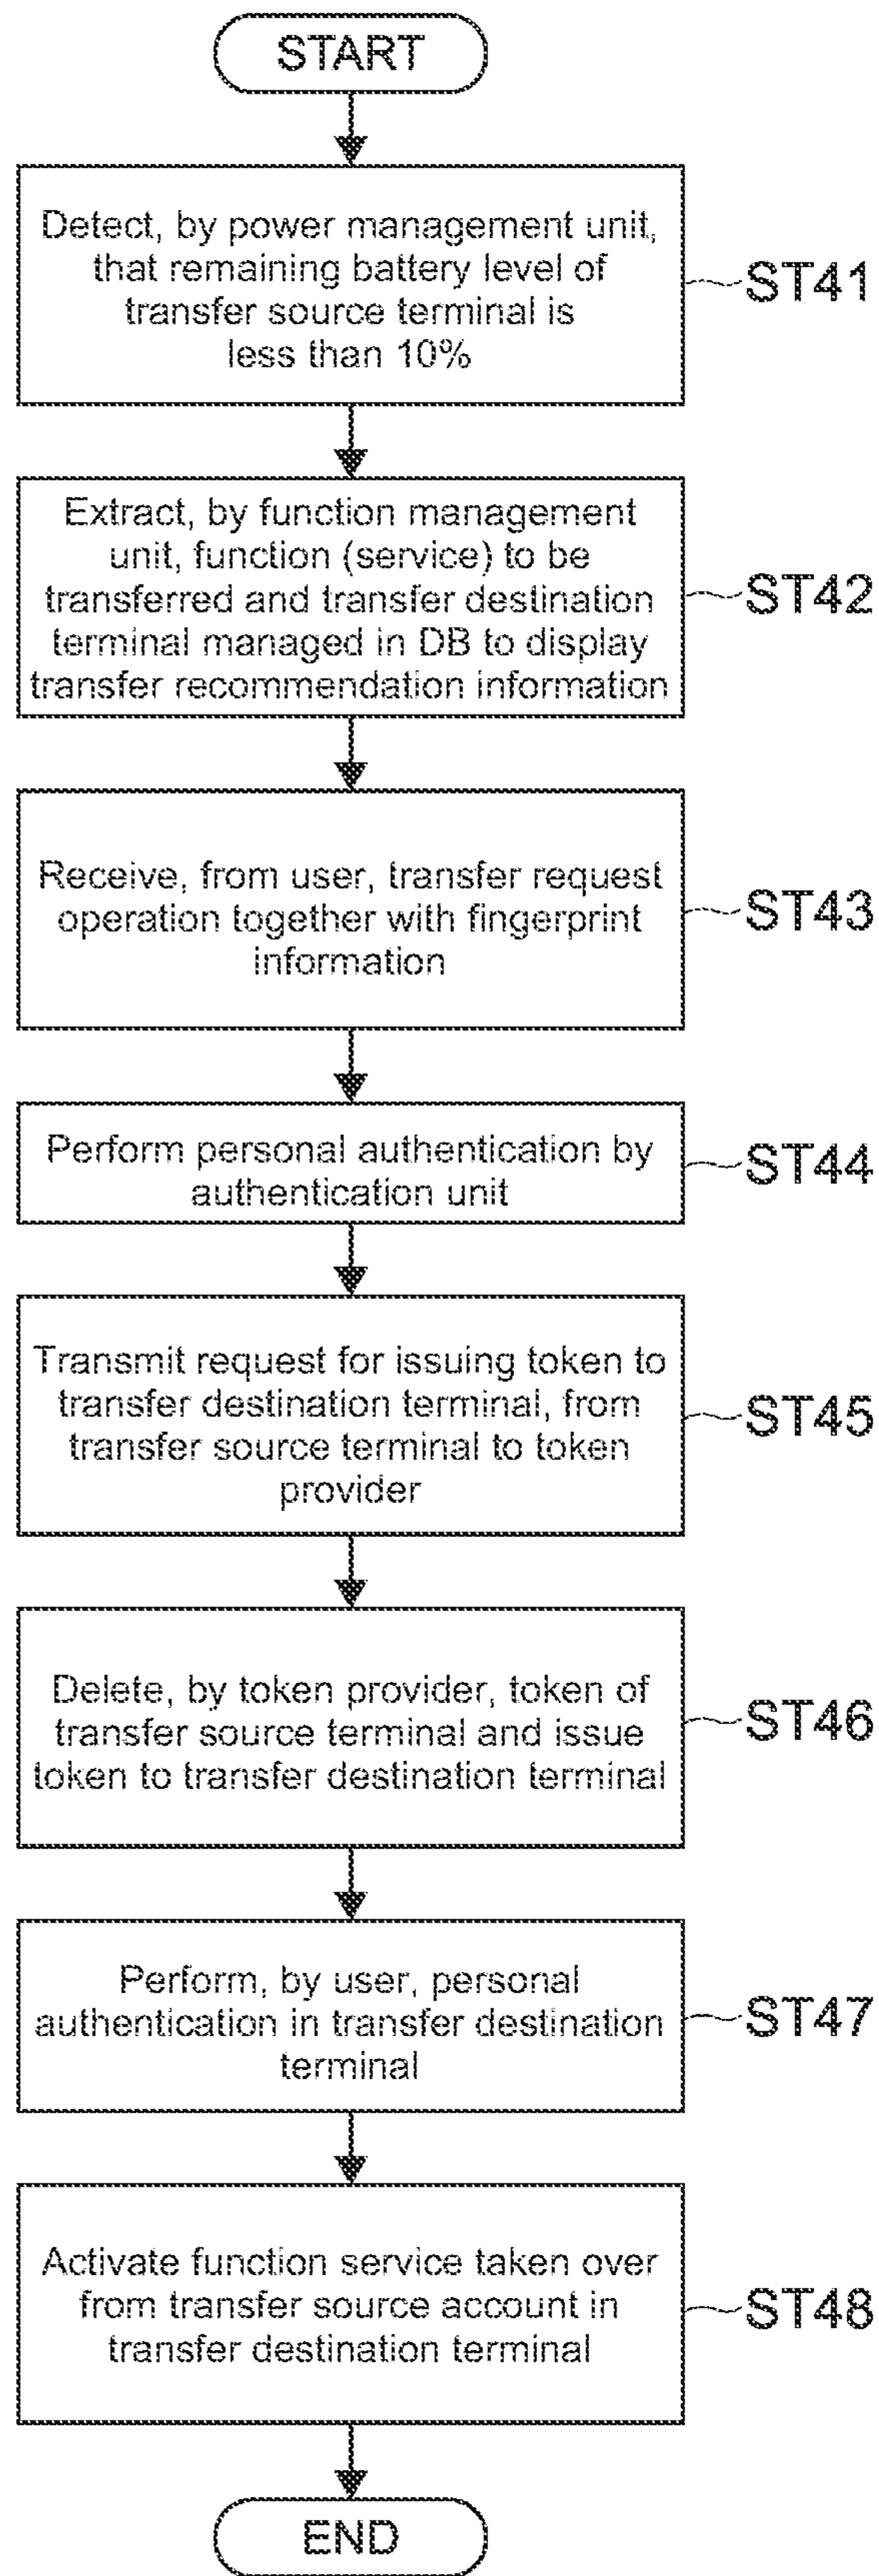 START
Detect, by power management unit,
that remaining battery level of
transfer source terminal is
less than 10%
ST41
Extract, by function management
unit, function (service) to be
transferred and transfer destination
terminal managed in DB to display
transfer recommendation information
ST42
Receive, from user, transfer request
operation together with fingerprint
information
ST43
Perform personal authentication by
authentication unit
ST44
Transmit request for issuing token to
transfer destination terminal, from
transfer source terminal to token
provider
ST45
Delete, by token provider, token of
transfer source terminal and issue
token to transfer destination terminal
ST46
Perform, by user, personal
authentication in transfer destination
terminal
ST47
Activate function service taken over
from transfer source account in
transfer destination terminal
ST48
END